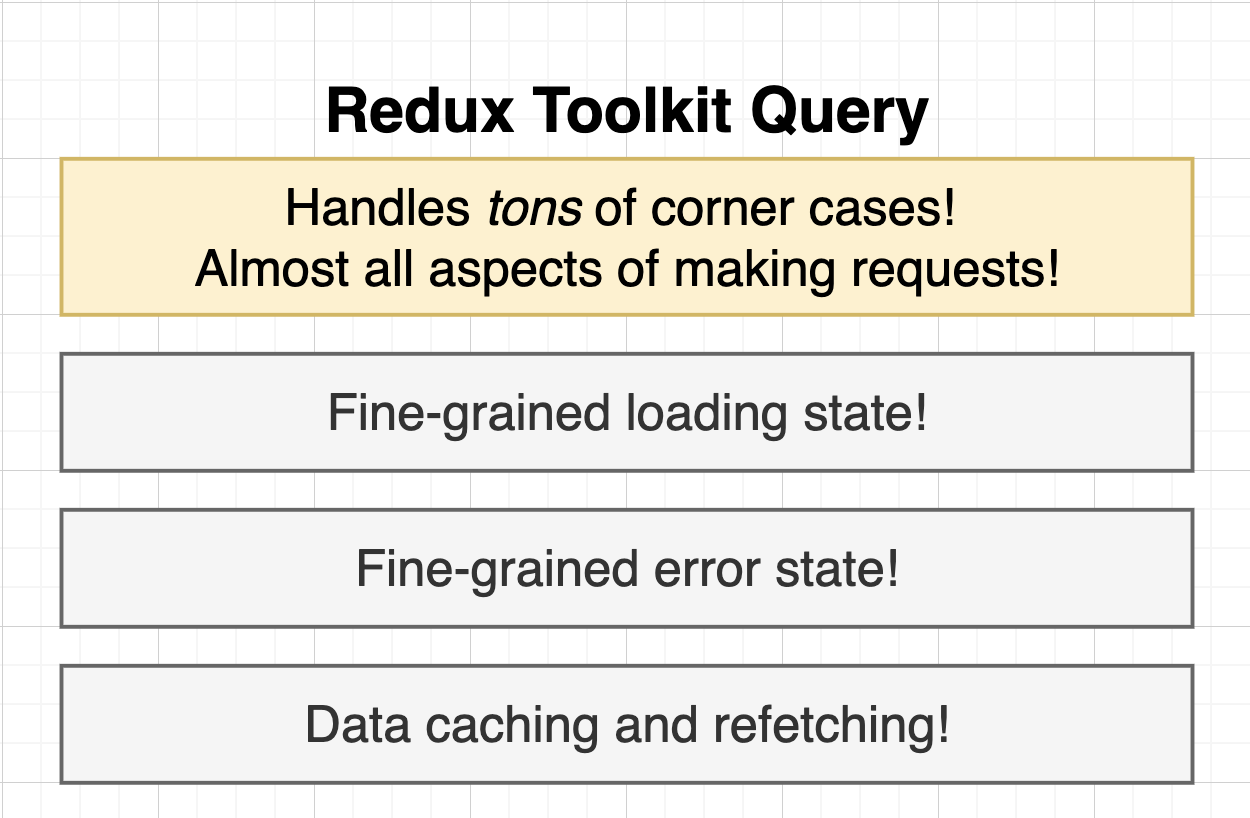 Redux Toolkit Query
Handles tons of corner cases!
Almost all aspects of making requests!
Fine-grained loading state!
Fine-grained error state!
Data caching and refetching!